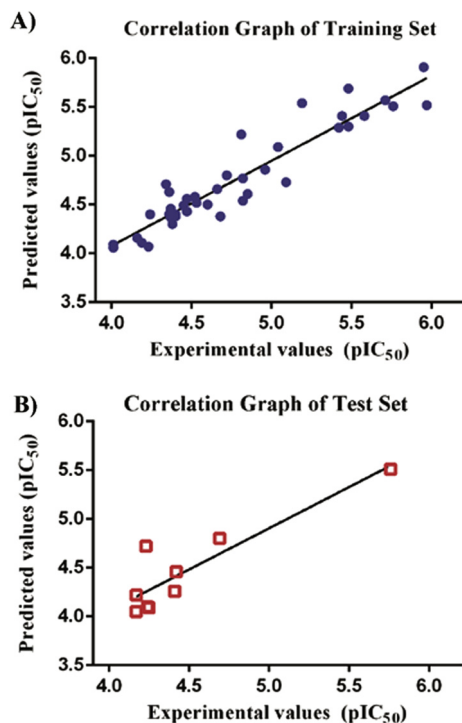 A)
Correlation Graph of Training Set
Predicted values (pIC50)
6.0
5.5
5.0
4.5
4.0
3.5
4.0 4.5 5.0 5.5 6.0
Experimental values (pIC50)
B)
Correlation Graph of Test Set
Predicted values (pIC50)
6.0
5.5
5.0
4.5
4.0
3.5
4.0 4.5 5.0 5.5 6.0
Experimental values (pIC50)